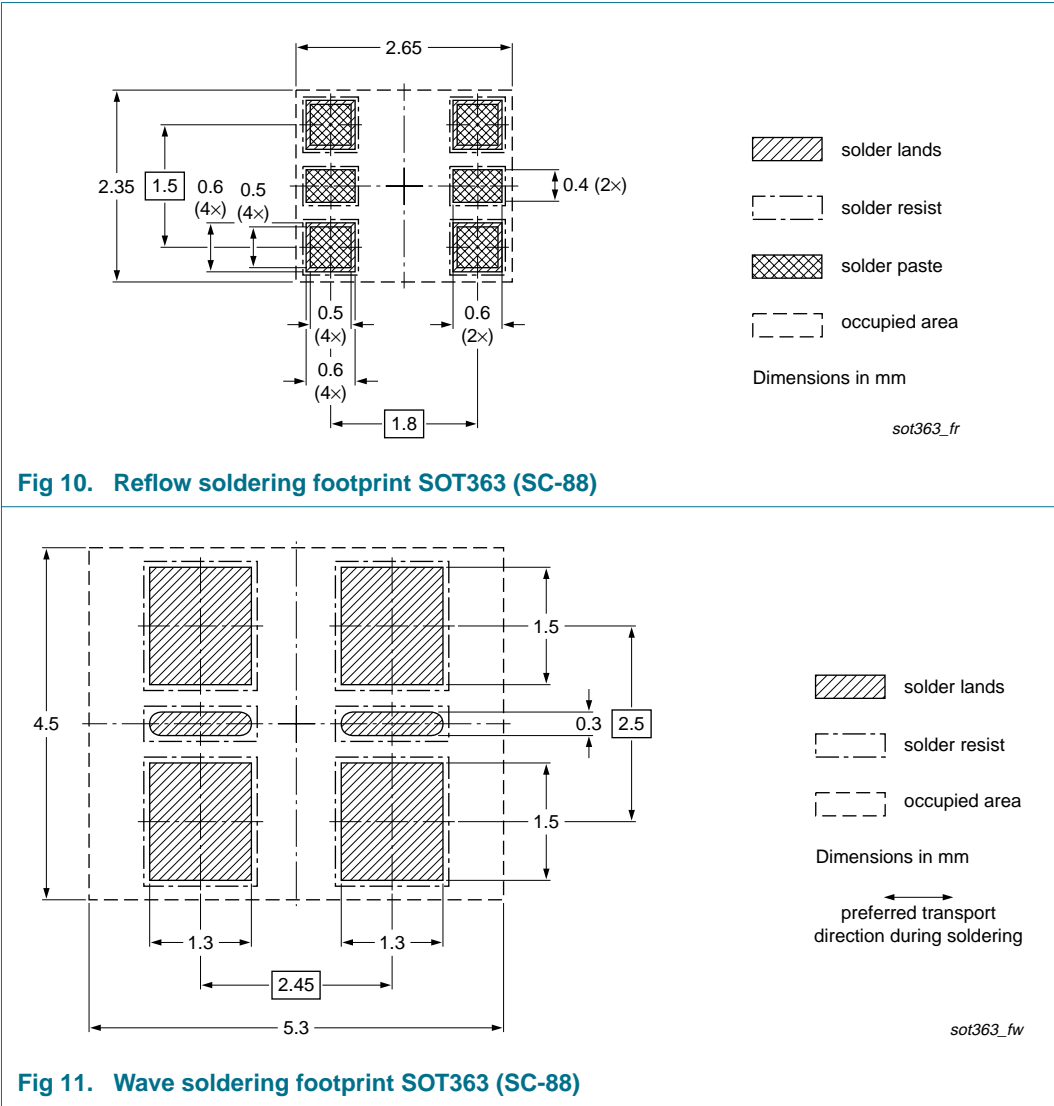 2.65
solder lands
2.35 1.5 0.6 0.5 0.4 (2×)
(4×) (4×)
solder resist
solder paste
0.5 0.6
(4×) (2×)
occupied area
0.6
(4×)
Dimensions in mm
1.8
sot363_fr
Fig 10. Reflow soldering footprint SOT363 (SC-88)
1.5
solder lands
4.5 0.3 2.5
solder resist
occupied area
1.5
Dimensions in mm
preferred transport
direction during soldering
1.3 1.3
2.45
5.3
sot363_fw
Fig 11. Wave soldering footprint SOT363 (SC-88)